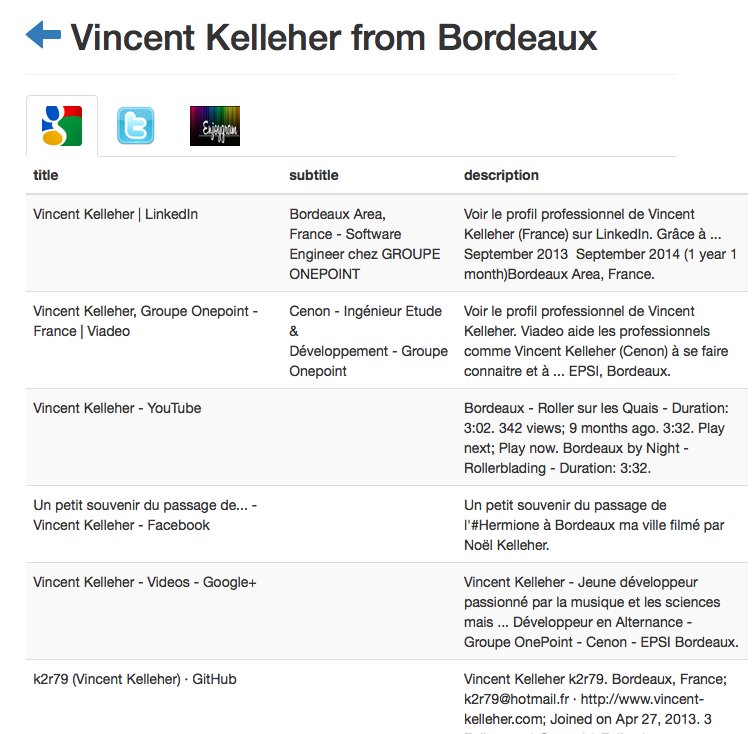 Vincent Kelleher from Bordeaux
Enjoygram
title subtitle description
Vincent Kelleher | LinkedIn
Bordeaux Area,
France - Software
Engineer chez GROUPE
ONEPOINT
Voir le profil professionnel de Vincent
Kelleher (France) sur LinkedIn. Grâce à ...
September 2013  September 2014 (1 year 1
month)Bordeaux Area, France.
Vincent Kelleher, Groupe Onepoint -
France | Viadeo
Cenon - Ingénieur Etude
&
Développement - Groupe
Onepoint
Voir le profil professionnel de Vincent
Kelleher. Viadeo aide les professionnels
comme Vincent Kelleher (Cenon) à se faire
connaitre et à ... EPSI, Bordeaux.
Vincent Kelleher - YouTube
Bordeaux - Roller sur les Quais - Duration:
3:02. 342 views; 9 months ago. 3:32. Play
next; Play now. Bordeaux by Night -
Rollerblading - Duration: 3:32.
Un petit souvenir du passage de... -
Vincent Kelleher - Facebook
Un petit souvenir du passage de
l'#Hermione à Bordeaux ma ville filmé par
Noël Kelleher.
Vincent Kelleher - Videos - Google+
Vincent Kelleher - Jeune développeur
passionné par la musique et les sciences
mais ... Développeur en Alternance -
Groupe OnePoint - Cenon - EPSI Bordeaux.
k2r79 (Vincent Kelleher) · GitHub
Vincent Kelleher k2r79. Bordeaux, France;
k2r79@hotmail.fr · http://www.vincent-
kelleher.com; Joined on Apr 27, 2013. 3